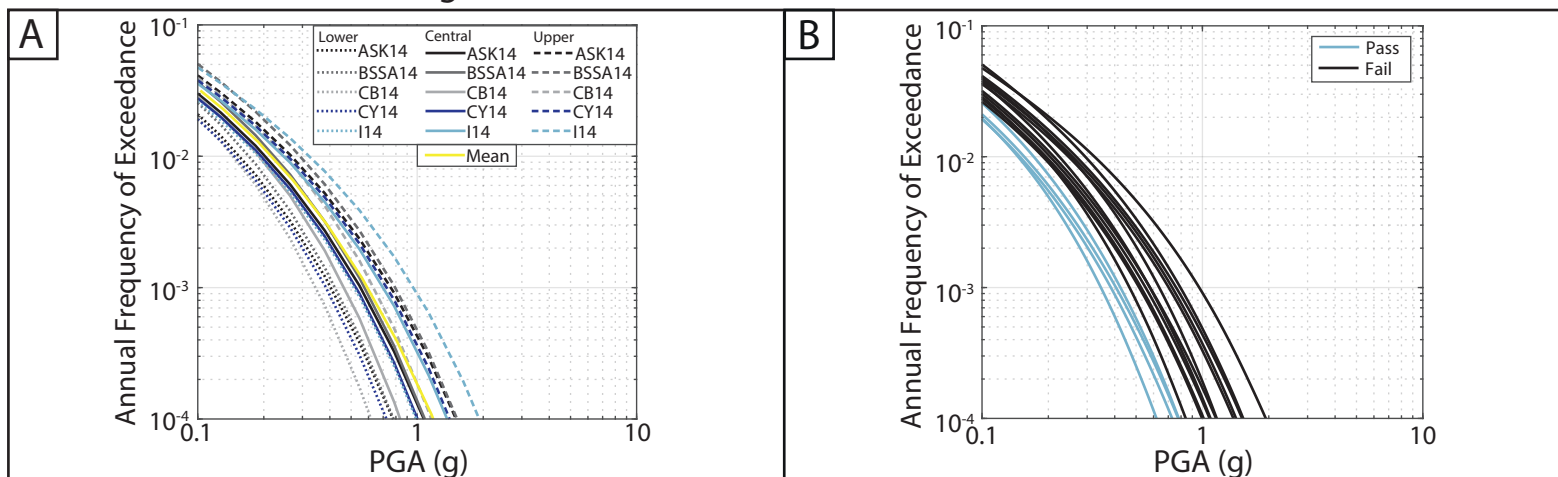 A
Annual Frequency of Exceedance
10-1
10-2
10-3
10-4
0.1
1
10
PGA (g)
Lower Central Upper
ASK14 ASK14 ASK14
BSSA14 BSSA14 BSSA14
CB14 CB14 CB14
CY14 CY14 CY14
I14 I14 I14
Mean
B
Annual Frequency of Exceedance
10-1
10-2
10-3
10-4
0.1
1
10
PGA (g)
Pass
Fail